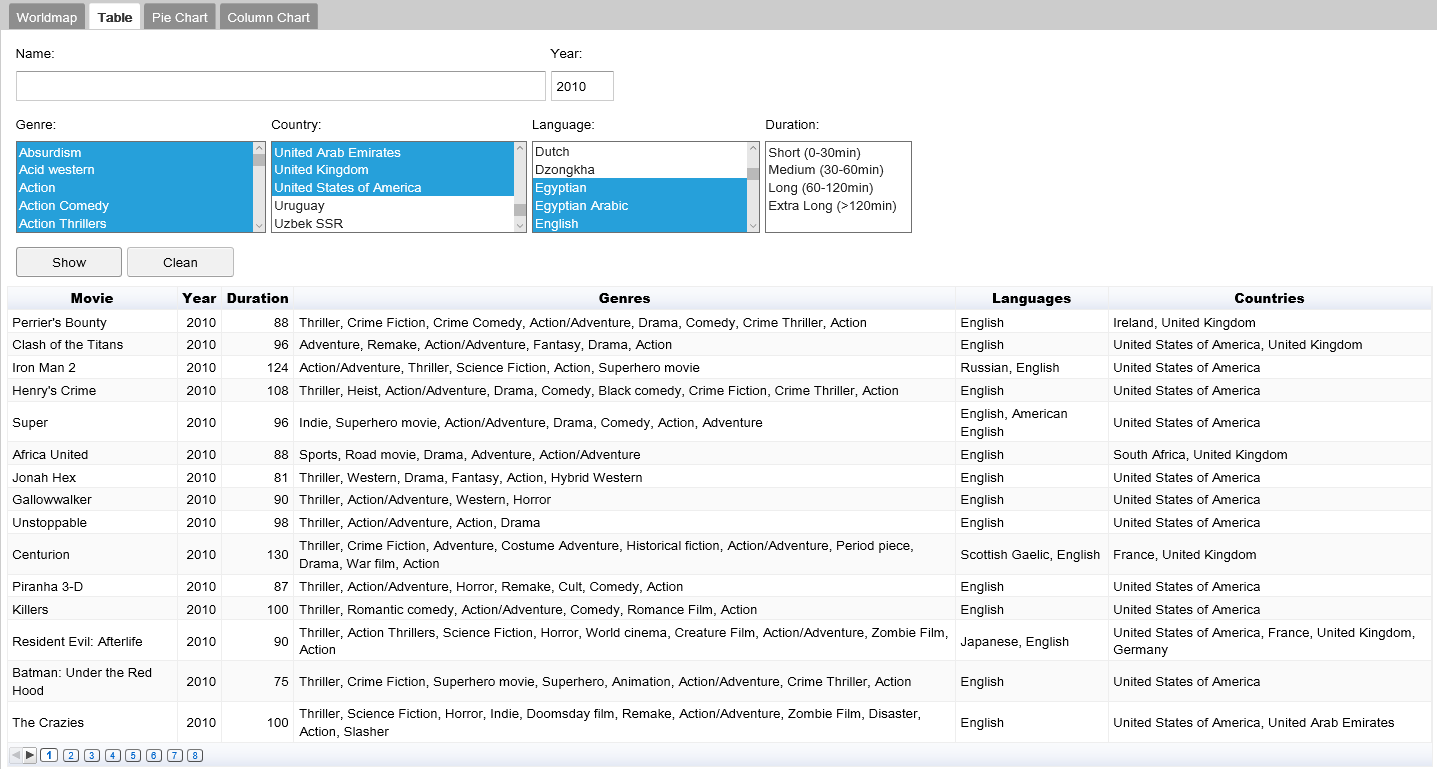 Worldmap Table Pie Chart Column Chart
Name: Year:
2010
Genre: Country: Language: Duration:
Absurdism United Arab Emirates Dutch Short (0-30min)
Acid western United Kingdom Dzongkha Medium (30-60min)
Action United States of America Egyptian Long (60-120min)
Action Comedy Uruguay Egyptian Arabic Extra Long (>120min)
Action Thrillers Uzbek SSR English
Show Clean
Movie Year Duration Genres Languages Countries
Perrier's Bounty 2010 88 Thriller, Crime Fiction, Crime Comedy, Action/Adventure, Drama, Comedy, Crime Thriller, Action English Ireland, United Kingdom
Clash of the Titans 2010 96 Adventure, Remake, Action/Adventure, Fantasy, Drama, Action English United States of America, United Kingdom
Iron Man 2 2010 124 Action/Adventure, Thriller, Science Fiction, Action, Superhero movie Russian, English United States of America
Henry's Crime 2010 108 Thriller, Heist, Action/Adventure, Drama, Comedy, Black comedy, Crime Fiction, Crime Thriller, Action English United States of America
Super 2010 96 Indie, Superhero movie, Action/Adventure, Drama, Comedy, Action, Adventure English, American
English United States of America
Africa United 2010 88 Sports, Road movie, Drama, Adventure, Action/Adventure English South Africa, United Kingdom
Jonah Hex 2010 81 Thriller, Western, Drama, Fantasy, Action, Hybrid Western English United States of America
Gallowwalker 2010 90 Thriller, Action/Adventure, Western, Horror English United States of America
Unstoppable 2010 98 Thriller, Action/Adventure, Action, Drama English United States of America
Centurion 2010 130 Thriller, Crime Fiction, Adventure, Costume Adventure, Historical fiction, Action/Adventure, Period piece,
Drama, War film, Action Scottish Gaelic, English France, United Kingdom
Piranha 3-D 2010 87 Thriller, Action/Adventure, Horror, Remake, Cult, Comedy, Action English United States of America
Killers 2010 100 Thriller, Romantic comedy, Action/Adventure, Comedy, Romance Film, Action English United States of America
Resident Evil: Afterlife 2010 90 Thriller, Action Thrillers, Science Fiction, Horror, World cinema, Creature Film, Action/Adventure, Zombie Film,
Action Japanese, English United States of America, France, United Kingdom,
Germany
Batman: Under the Red
Hood 2010 75 Thriller, Crime Fiction, Superhero movie, Superhero, Animation, Action/Adventure, Crime Thriller, Action English United States of America
The Crazies 2010 100 Thriller, Science Fiction, Horror, Indie, Doomsday film, Remake, Action/Adventure, Zombie Film, Disaster,
Action, Slasher English United States of America, United Arab Emirates
1 2 3 4 5 6 7 8